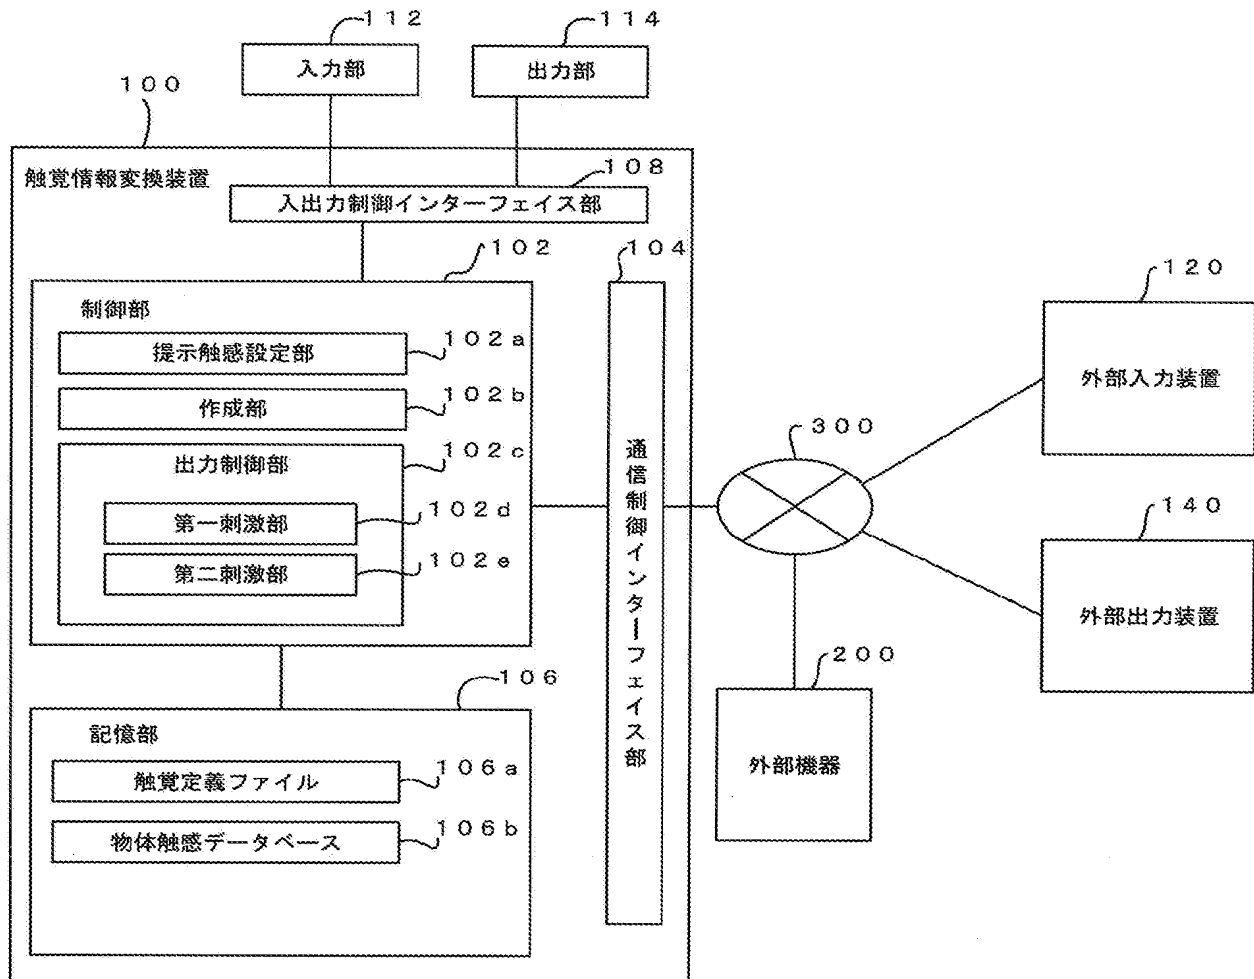 112
入力部
114
出力部
100
触覚情報変換装置
108
入出力制御インターフェイス部
102
制御部
提示触感設定部
102a
作成部
102b
出力制御部
102c
第一刺激部
102d
第二刺激部
102e
104
通信制御インターフェイス部
106
記憶部
触覚定義ファイル
106a
物体触感データベース
106b
300
120
外部入力装置
140
外部出力装置
200
外部機器